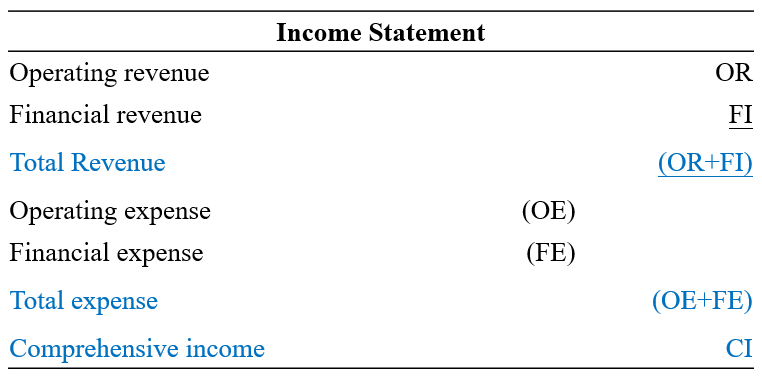 Income Statement
Operating revenue OR
Financial revenue FI
Total Revenue (OR+FI)
Operating expense (OE)
Financial expense (FE)
Total expense (OE+FE)
Comprehensive income CI